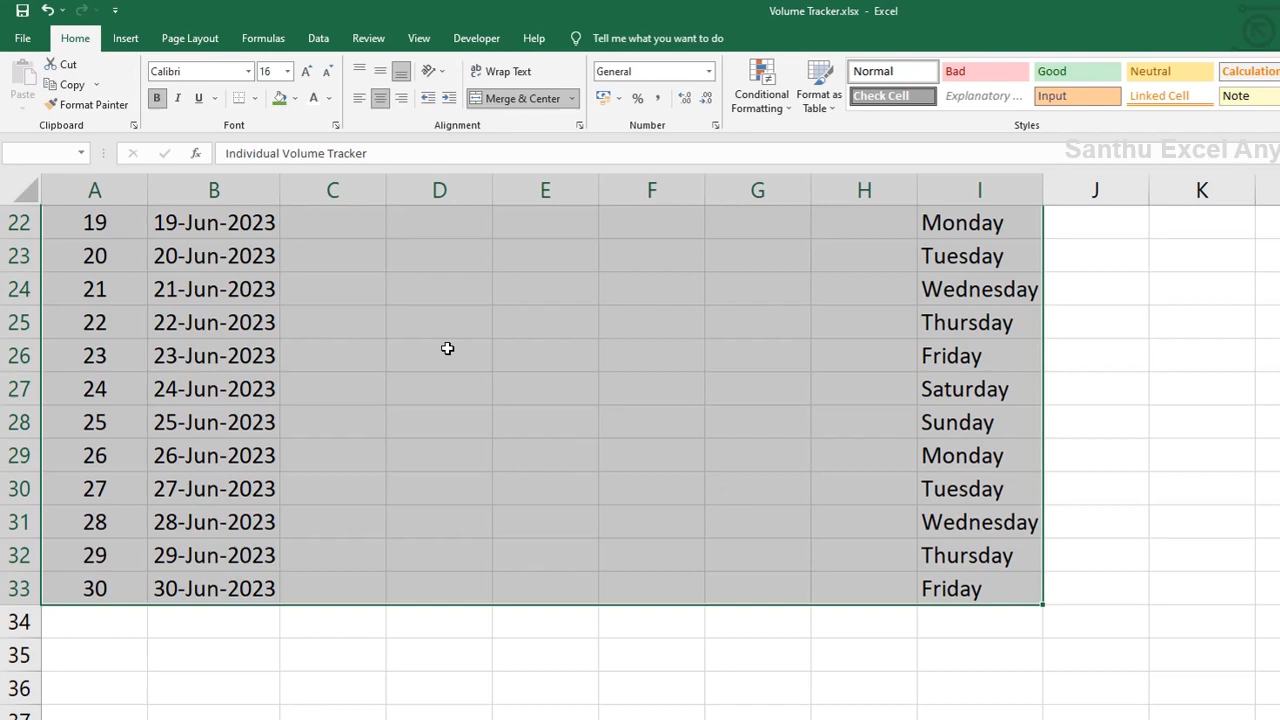 Volume Tracker.xlsx - Excel
File Home Insert Page Layout Formulas Data Review View Developer Help Tell me what you want to do
Cut
Copy
Format Painter
Paste
Clipboard
Calibri 16
B I U
Font
Wrap Text
Merge & Center
Alignment
General
% ,
Number
Conditional Formatting
Format as Table
Normal Bad Good Neutral
Check Cell Explanatory ... Input Linked Cell Note
Styles
Individual Volume Tracker
Santhu Excel Any
A B C D E F G H I J K
22 19 19-Jun-2023 Monday
23 20 20-Jun-2023 Tuesday
24 21 21-Jun-2023 Wednesday
25 22 22-Jun-2023 Thursday
26 23 23-Jun-2023 Friday
27 24 24-Jun-2023 Saturday
28 25 25-Jun-2023 Sunday
29 26 26-Jun-2023 Monday
30 27 27-Jun-2023 Tuesday
31 28 28-Jun-2023 Wednesday
32 29 29-Jun-2023 Thursday
33 30 30-Jun-2023 Friday
34
35
36